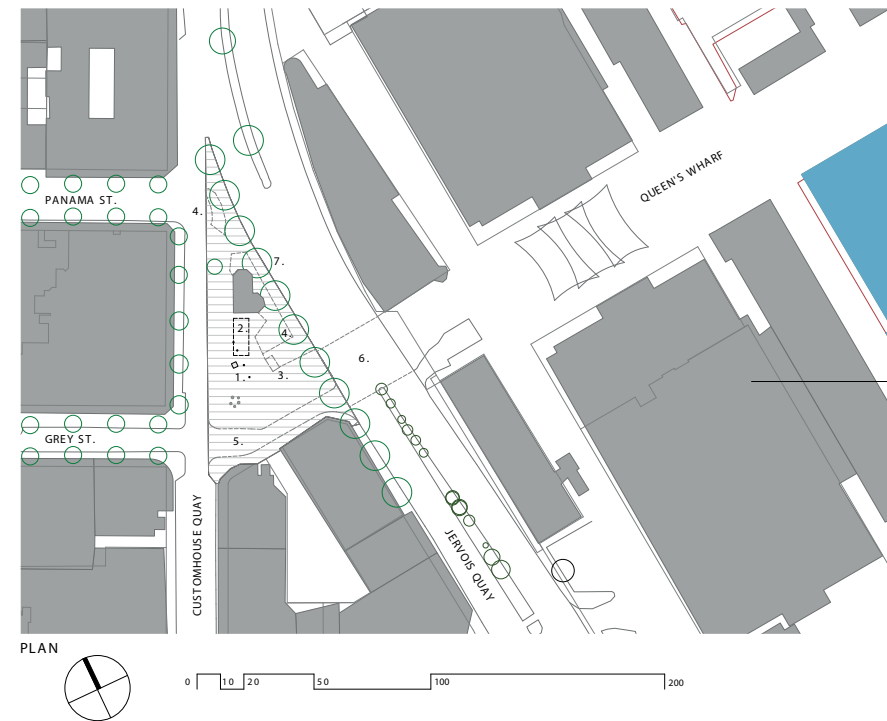 QUEEN'S WHARF
PANAMA ST.
4.
7.
2.
4.
6.
3.
1.
GREY ST.
5.
CUSTOMHOUSE QUAY
JERVOIS QUAY
PLAN
0 10 20 50 100 200